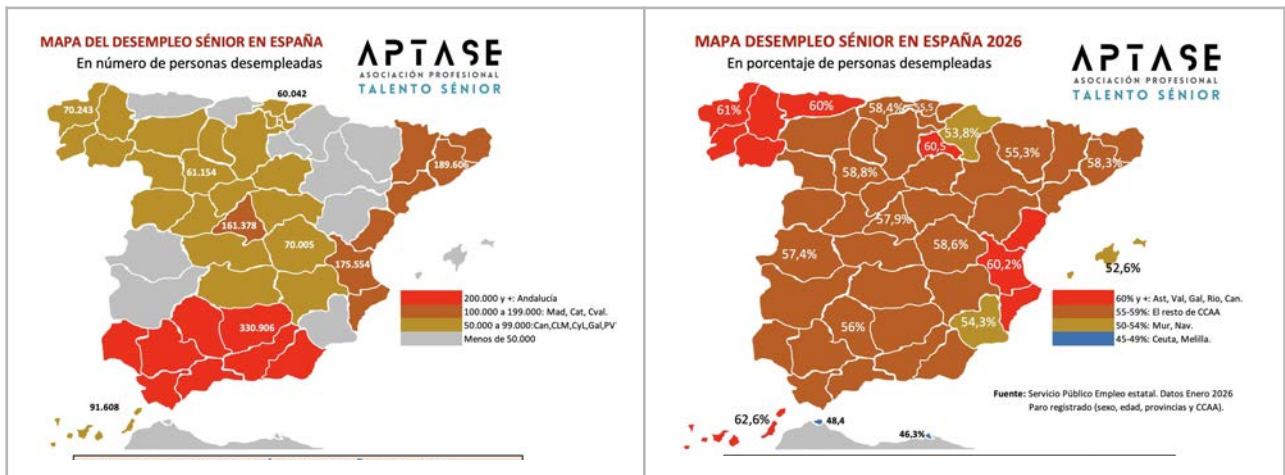 MAPA DEL DESEMPLEO SÉNIOR EN ESPAÑA
En número de personas desempleadas
APTASE
ASOCIACIÓN PROFESIONAL
TALENTO SÉNIOR
60.042
70.243
61.154
189.606
161.378
70.005
175.554
330.906
91.608
200.000 y +: Andalucía
100.000 a 199.000: Mad, Cat, Cval.
50.000 a 99.000:Can,CLM,CyL,Gal,PV
Menos de 50.000
MAPA DESEMPLEO SÉNIOR EN ESPAÑA 2026
En porcentaje de personas desempleadas
APTASE
ASOCIACIÓN PROFESIONAL
TALENTO SÉNIOR
61%
60%
58,4%
55,5
53,8%
60,5
55,3%
58,3%
58,8%
57,9%
58,6%
57,4%
60,2%
52,6%
56%
54,3%
62,6%
48,4
46,3%
60% y +: Ast, Val, Gal, Rio, Can.
55-59%: El resto de CCAA
50-54%: Mur, Nav.
45-49%: Ceuta, Melilla.
Fuente: Servicio Público Empleo estatal. Datos Enero 2026
Paro registrado (sexo, edad, provincias y CCAA).